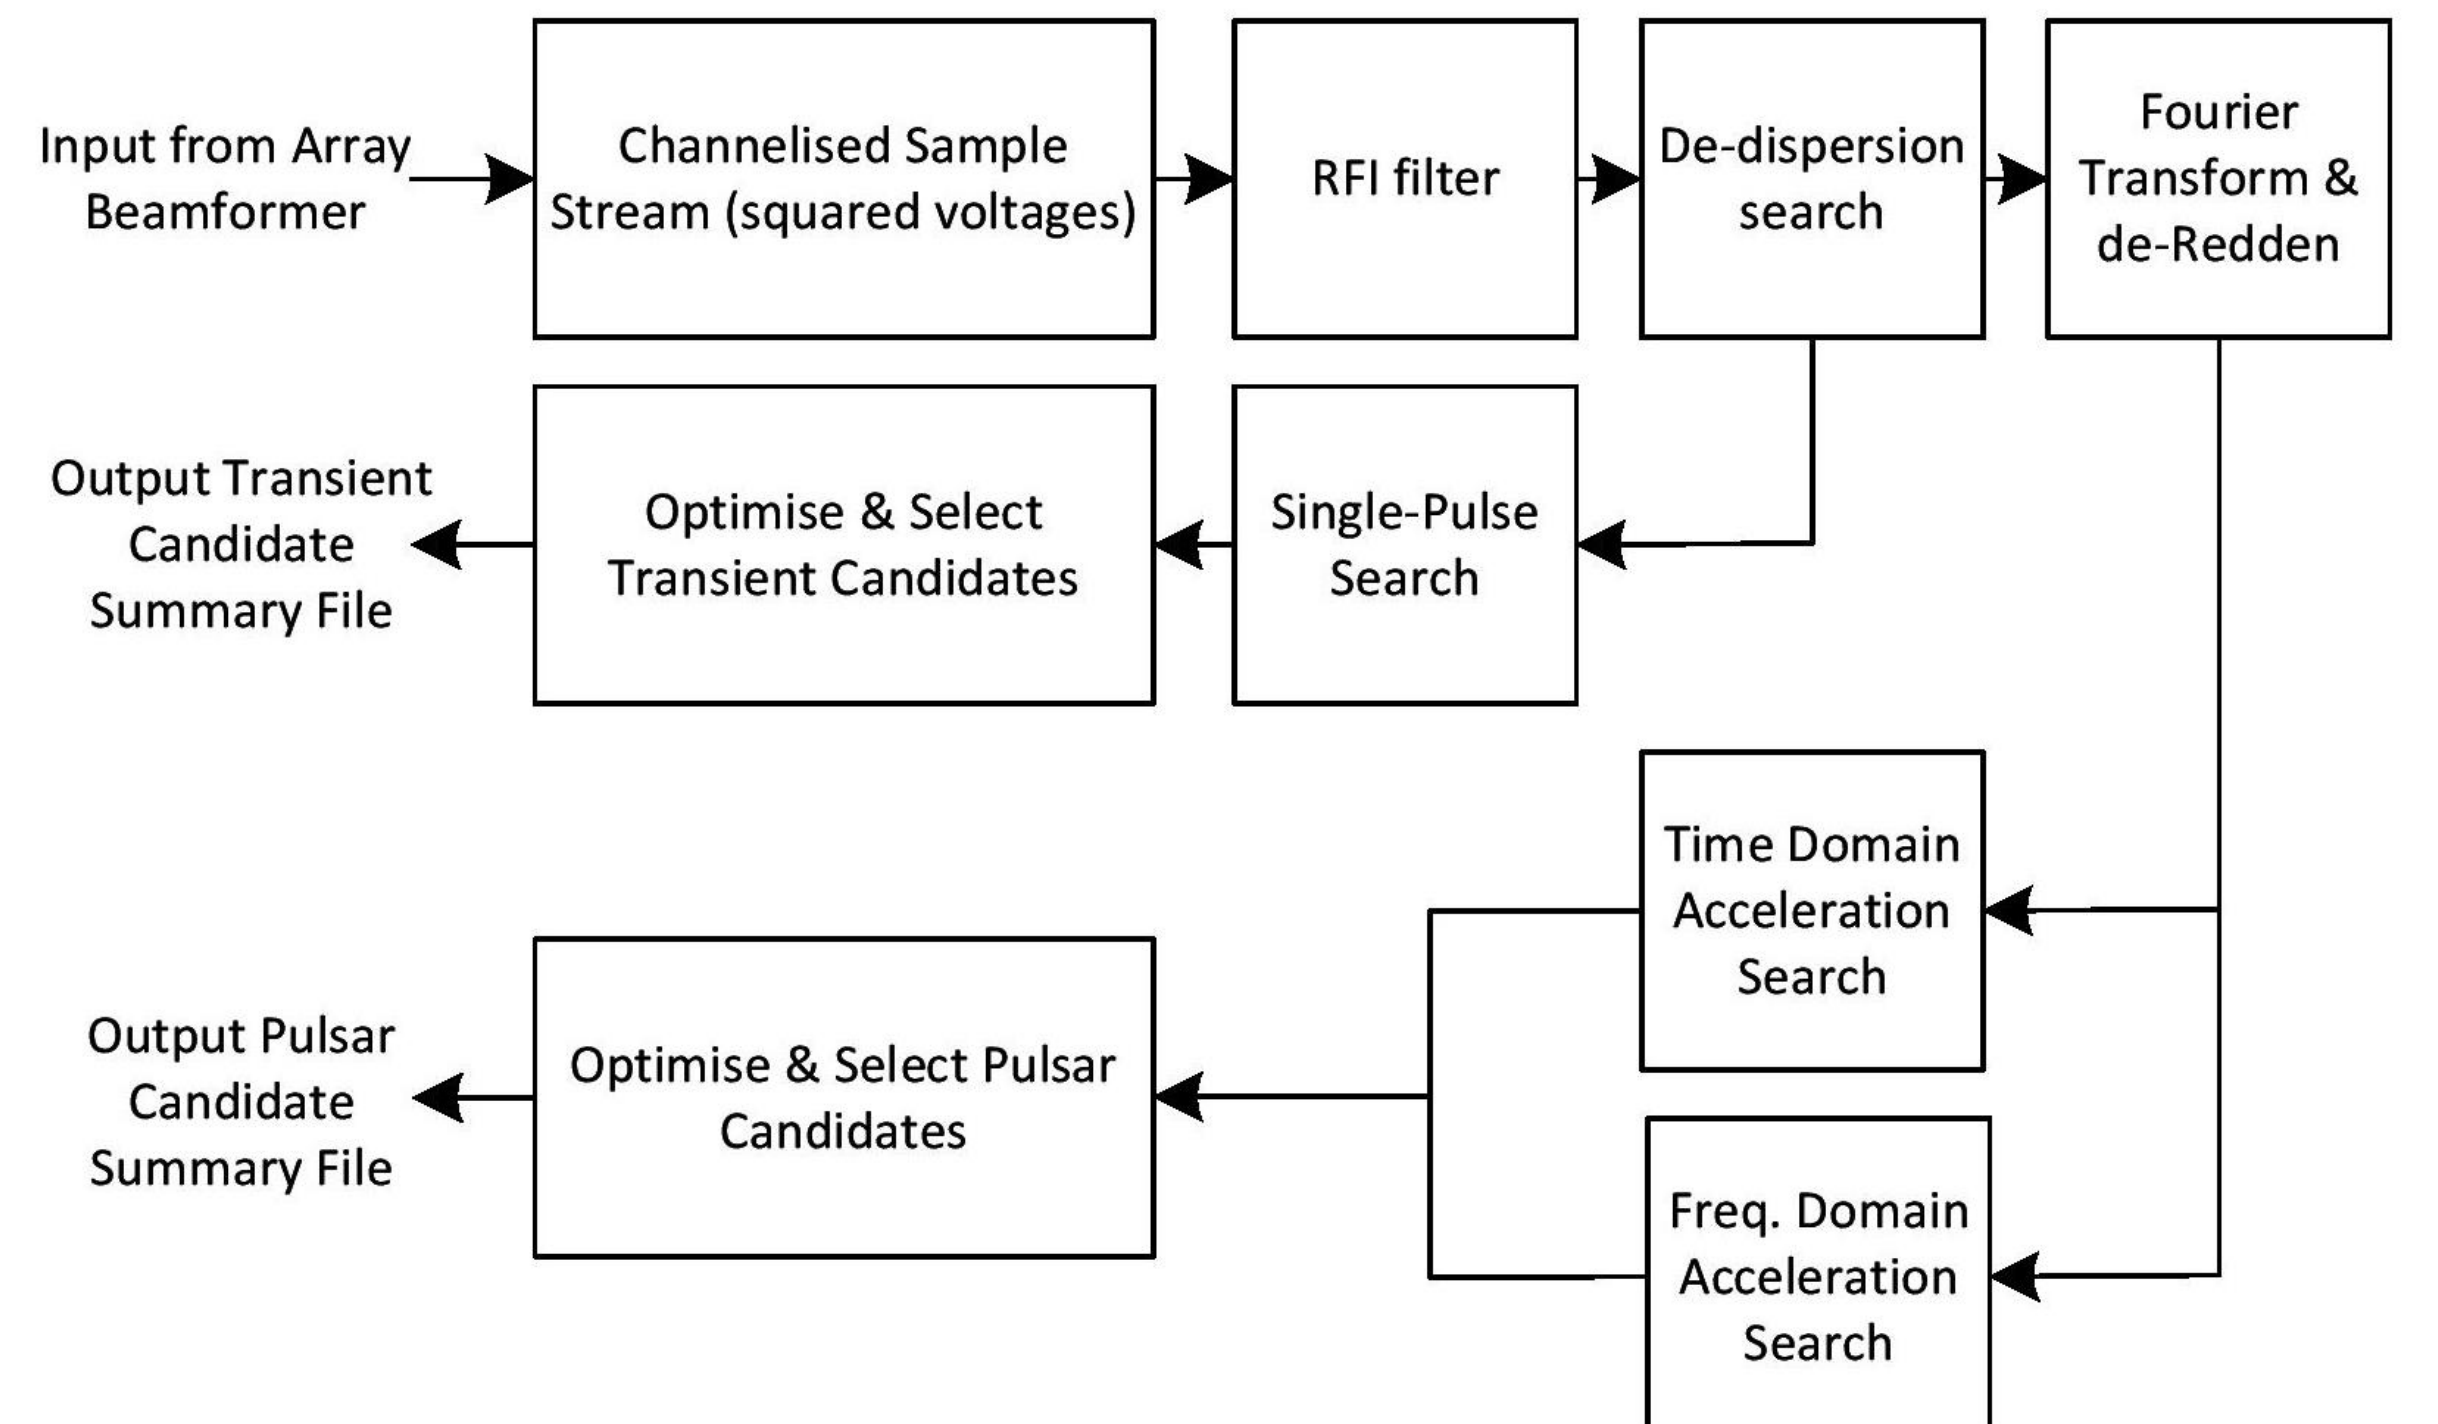 Input from Array
Beamformer
Channelised Sample
Stream (squared voltages)
RFI filter
De-dispersion
search
Fourier
Transform &
de-Redden
Output Transient
Candidate
Summary File
Optimise & Select
Transient Candidates
Single-Pulse
Search
Time Domain
Acceleration
Search
Output Pulsar
Candidate
Summary File
Optimise & Select Pulsar
Candidates
Freq. Domain
Acceleration
Search